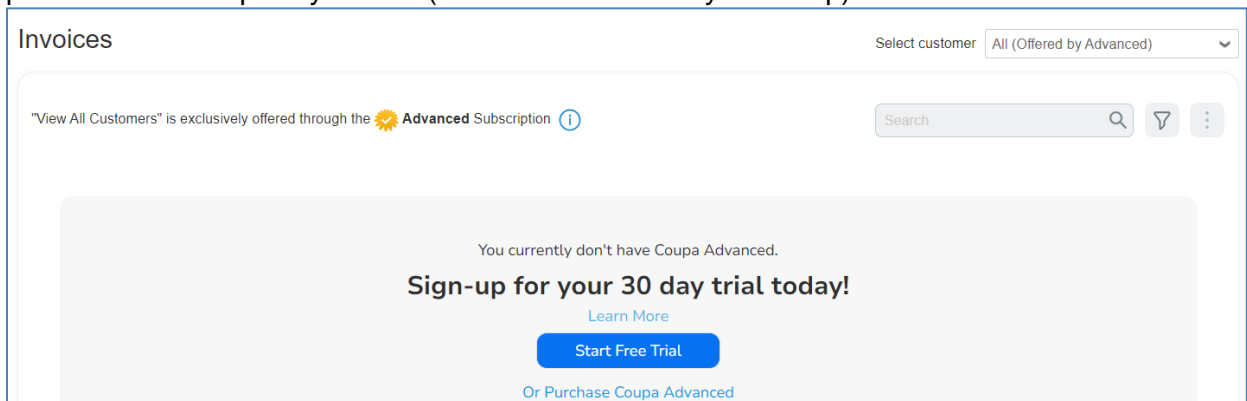 Invoices
Select customer All (Offered by Advanced)
"View All Customers" is exclusively offered through the Advanced Subscription
Search
You currently don't have Coupa Advanced.
Sign-up for your 30 day trial today!
Learn More
Start Free Trial
Or Purchase Coupa Advanced